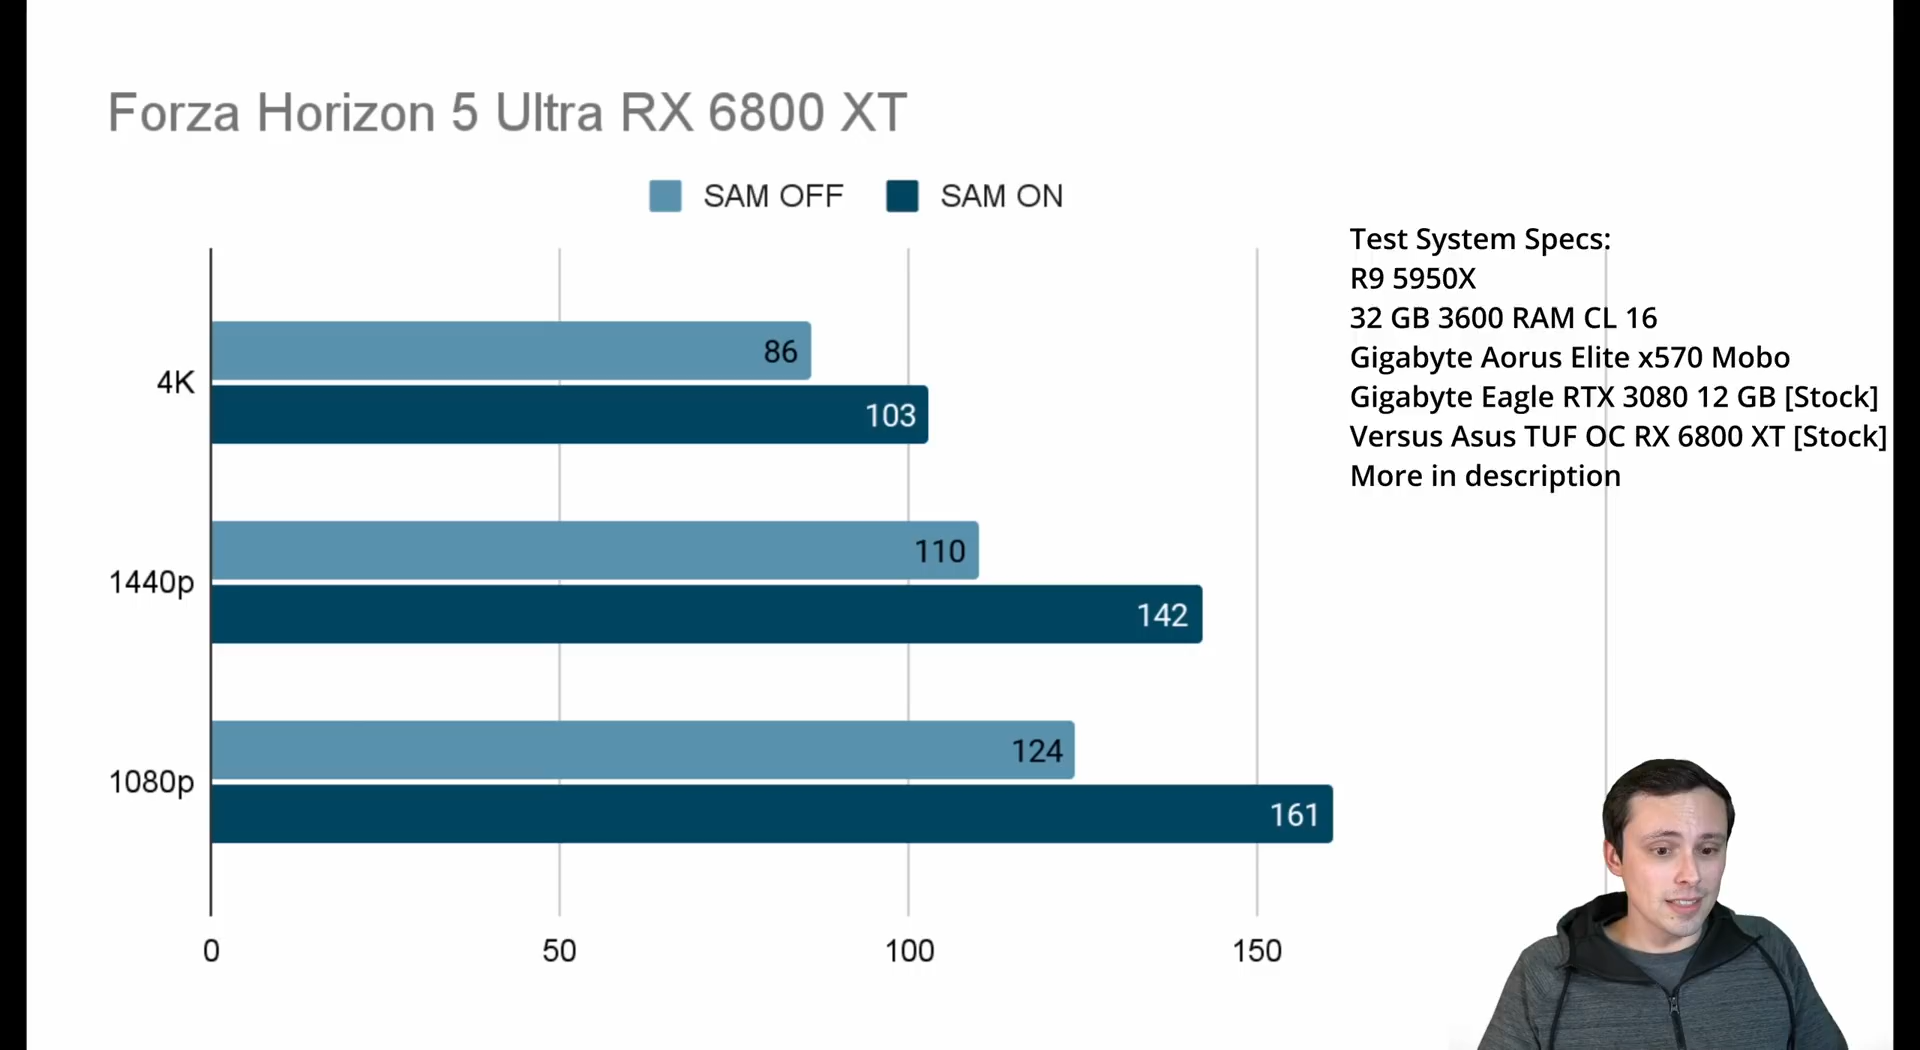 Forza Horizon 5 Ultra RX 6800 XT
SAM OFF SAM ON
Test System Specs:
R9 5950X
32 GB 3600 RAM CL 16
Gigabyte Aorus Elite x570 Mobo
Gigabyte Eagle RTX 3080 12 GB [Stock]
Versus Asus TUF OC RX 6800 XT [Stock]
More in description
4K
86
103
1440p
110
142
1080p
124
161
0 50 100 150